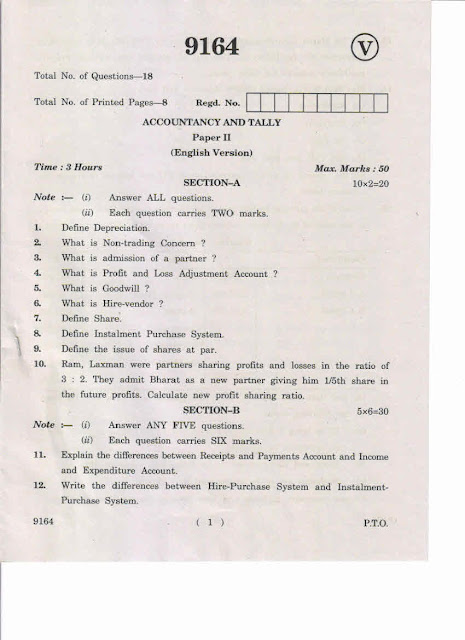 9164
V
Total No. of Questions—18
Total No. of Printed Pages—8 Regd. No.
ACCOUNTANCY AND TALLY
Paper II
(English Version)
Time : 3 Hours Max. Marks : 50
SECTION–A 10×2=20
Note :— (i) Answer ALL questions.
(ii) Each question carries TWO marks.
1. Define Depreciation.
2. What is Non-trading Concern ?
3. What is admission of a partner ?
4. What is Profit and Loss Adjustment Account ?
5. What is Goodwill ?
6. What is Hire-vendor ?
7. Define Share.
8. Define Instalment Purchase System.
9. Define the issue of shares at par.
10. Ram, Laxman were partners sharing profits and losses in the ratio of
3 : 2. They admit Bharat as a new partner giving him 1/5th share in
the future profits. Calculate new profit sharing ratio.
SECTION–B 5×6=30
Note :— (i) Answer ANY FIVE questions.
(ii) Each question carries SIX marks.
11. Explain the differences between Receipts and Payments Account and Income
and Expenditure Account.
12. Write the differences between Hire-Purchase System and Instalment-
Purchase System.
9164 ( 1 ) P.T.O.